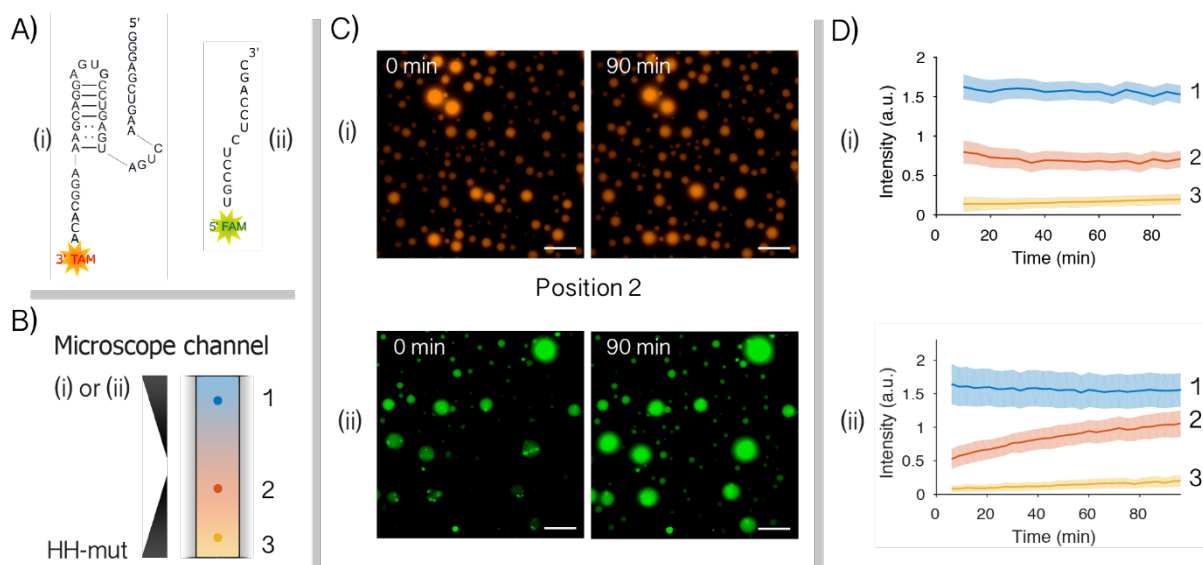 A)
5'
(i)
AGGCACA
3' TAM
3'
(ii)
5' FAM
B)
Microscope channel
(i) or (ii)
HH-mut
1
2
3
C)
(i)
0 min
90 min
Position 2
(ii)
0 min
90 min
D)
(i)
Intensity (a.u.)
2
1.5
1
0.5
0
0 20 40 60 80
Time (min)
1
2
3
(ii)
Intensity (a.u.)
2
1.5
1
0.5
0
0 20 40 60 80
Time (min)
1
2
3